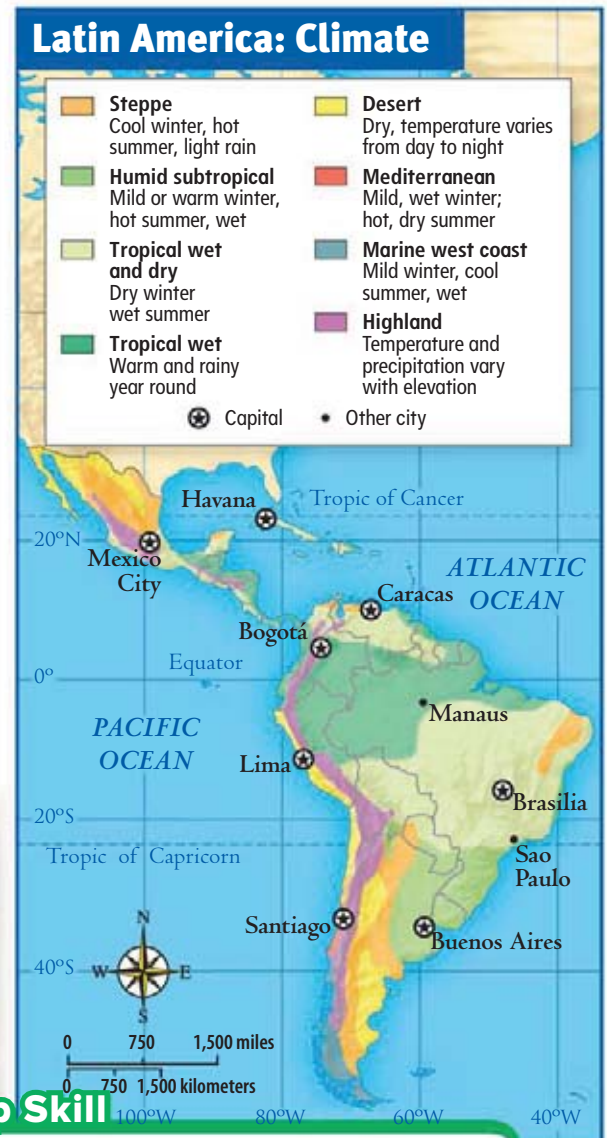 Latin America: Climate
Steppe
Cool winter, hot
summer, light rain
Humid subtropical
Mild or warm winter,
hot summer, wet
Tropical wet
and dry
Dry winter
wet summer
Tropical wet
Warm and rainy
year round
Desert
Dry, temperature varies
from day to night
Mediterranean
Mild, wet winter;
hot, dry summer
Marine west coast
Mild winter, cool
summer, wet
Highland
Temperature and
precipitation vary
with elevation
Capital
Other city
Havana
Tropic of Cancer
20°N
Mexico
City
ATLANTIC
OCEAN
Caracas
Bogotá
Equator
0°
Manaus
PACIFIC
OCEAN
Lima
Brasilia
20°S
Tropic of Capricorn
Sao
Paulo
Santiago
Buenos Aires
N
40°S
W
E
S
0 750 1,500 miles
0 750 1,500 kilometers
Skill
100°W 80°W 60°W 40°W